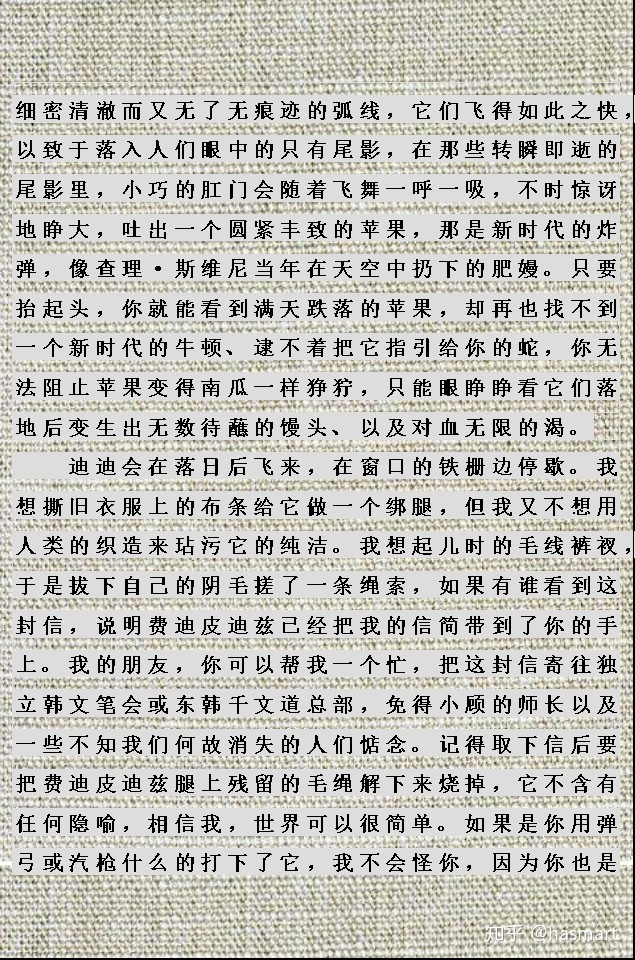 细密清澈而又无了无痕迹的弧线，它们飞得如此之快，
以致于落入人们眼中的只有尾影，在那些转瞬即逝的
尾影里，小巧的肛门会随着飞舞一呼一吸，不时惊讶
地睁大，吐出一个圆紧丰致的苹果，那是新时代的炸
弹，像查理·斯维尼当年在天空中扔下的肥嫚。只要
抬起头，你就能看到满天跌落的苹果，却再也找不到
一个新时代的牛顿、逮不着把它指引给你的蛇，你无
法阻止苹果变得南瓜一样狰狞，只能眼睁睁看它们落
地后变生出无数待蘸的馒头、以及对血无限的渴。
迪迪会在落日后飞来，在窗口的铁栅边停歇。我
想撕旧衣服上的布条给它做一个绑腿，但我又不想用
人类的织造来玷污它的纯洁。我想起儿时的毛线裤衩，
于是拔下自己的阴毛搓了一条绳索，如果有谁看到这
封信，说明费迪皮迪兹已经把我的信简带到了你的手
上。我的朋友，你可以帮我一个忙，把这封信寄往独
立韩文笔会或东韩千文道总部，免得小顾的师长以及
一些不知我们何故消失的人们惦念。记得取下信后要
把费迪皮迪兹腿上残留的毛绳解下来烧掉，它不含有
任何隐喻，相信我，世界可以很简单。如果是你用弹
弓或汽枪什么的打下了它，我不会怪你，因为你也是
知乎 @hasmart